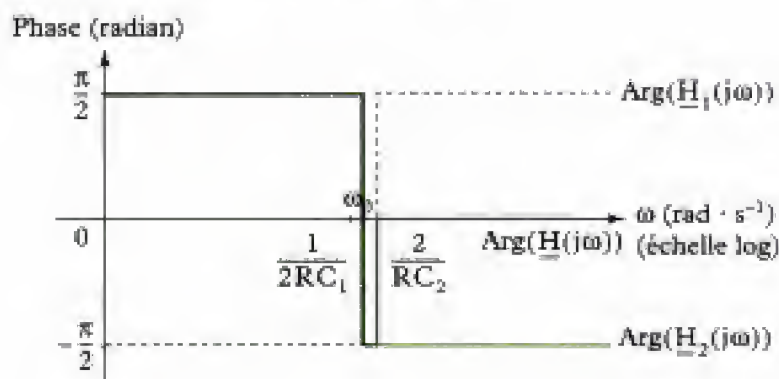 Phase (radian)
π/2
Arg(H₁(jω))
ω₀
0
ω (rad · s⁻¹)
(échelle log)
1/2RC₁
2/RC₂
Arg(H(jω))
-π/2
Arg(H₂(jω))